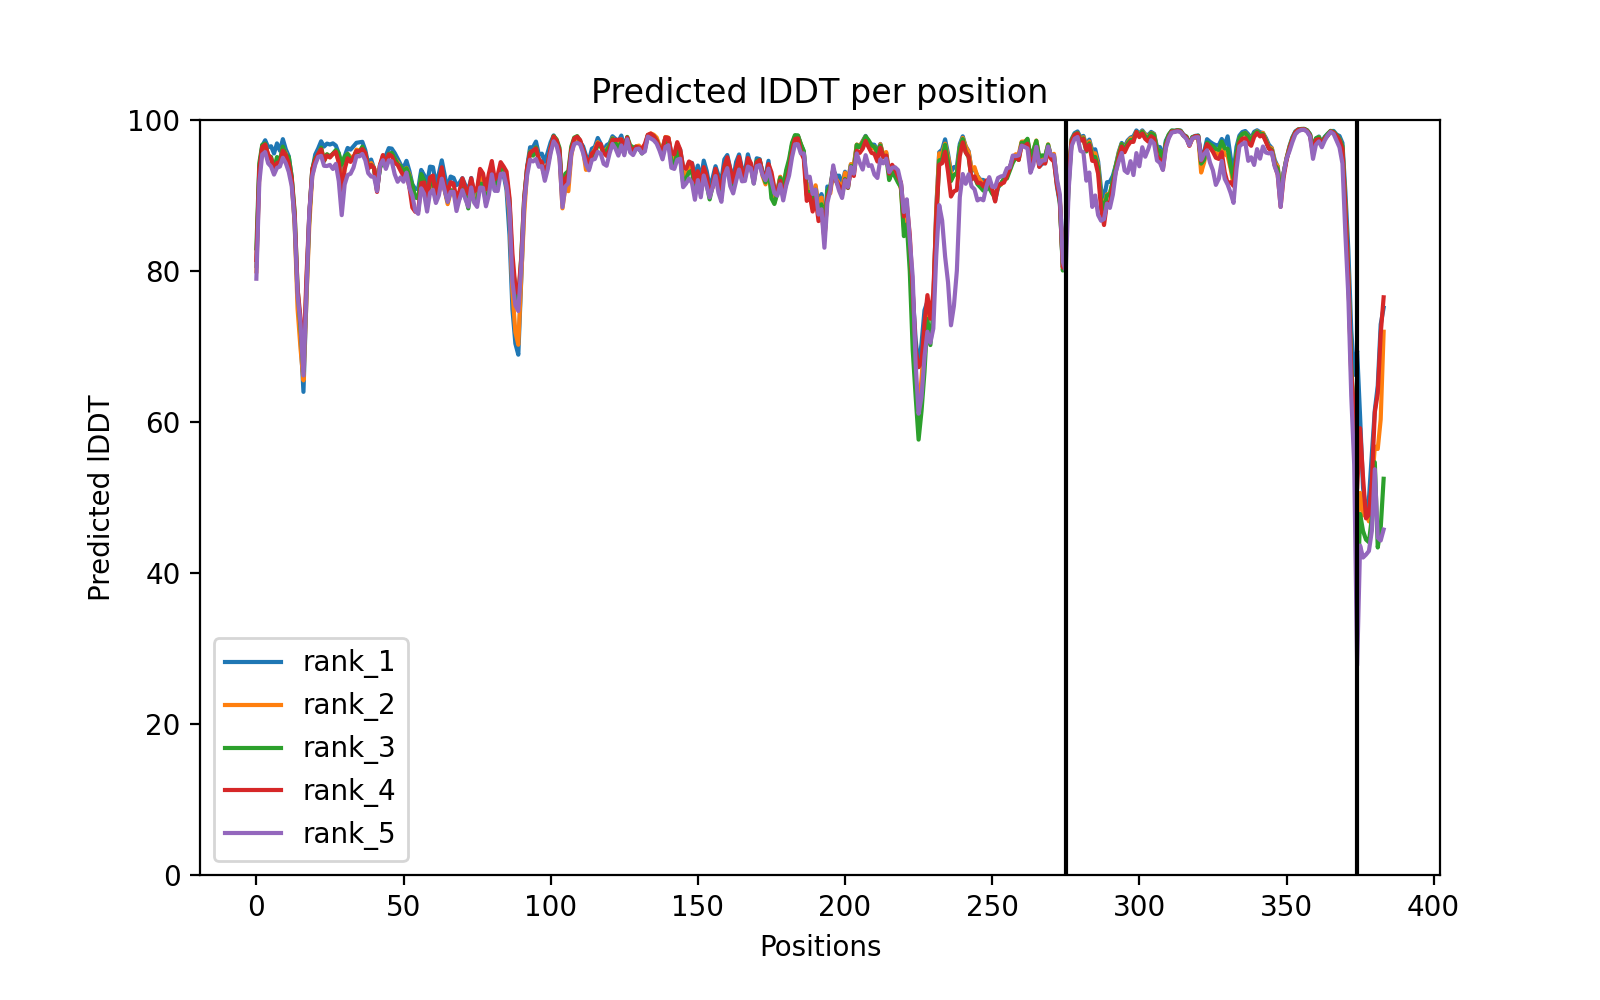 Predicted lDDT per position
100
80
60
40
20
0
Predicted lDDT
rank_1
rank_2
rank_3
rank_4
rank_5
0 50 100 150 200 250 300 350 400
Positions